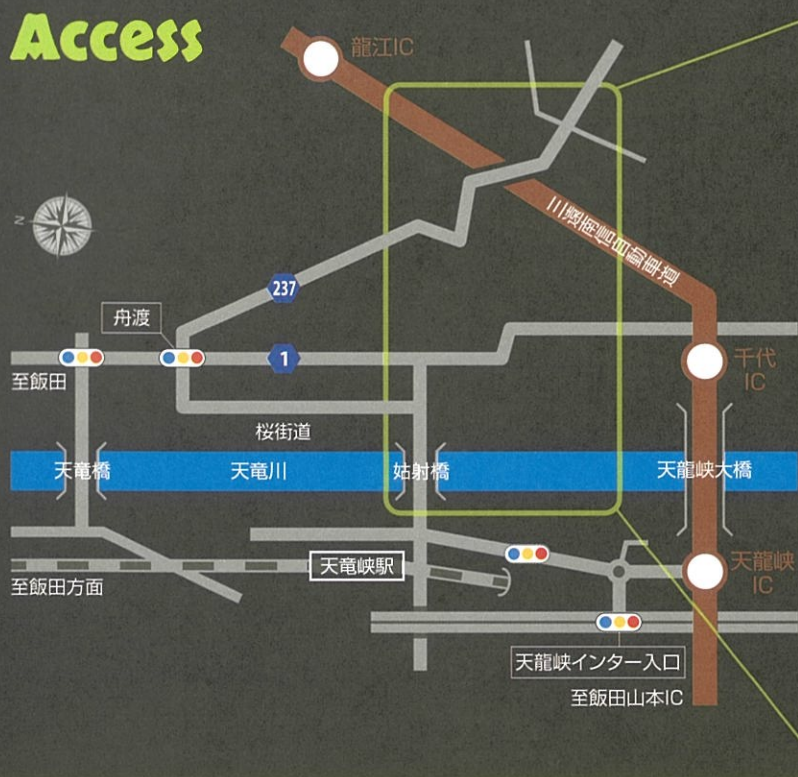 Access
龍江IC
N
三遠南信自動車道
237
舟渡
1
千代
IC
至飯田
桜街道
天竜橋
天竜川
姑射橋
天龍峡大橋
天竜峡駅
天龍峡
IC
至飯田方面
天龍峡インター入口
至飯田山本IC